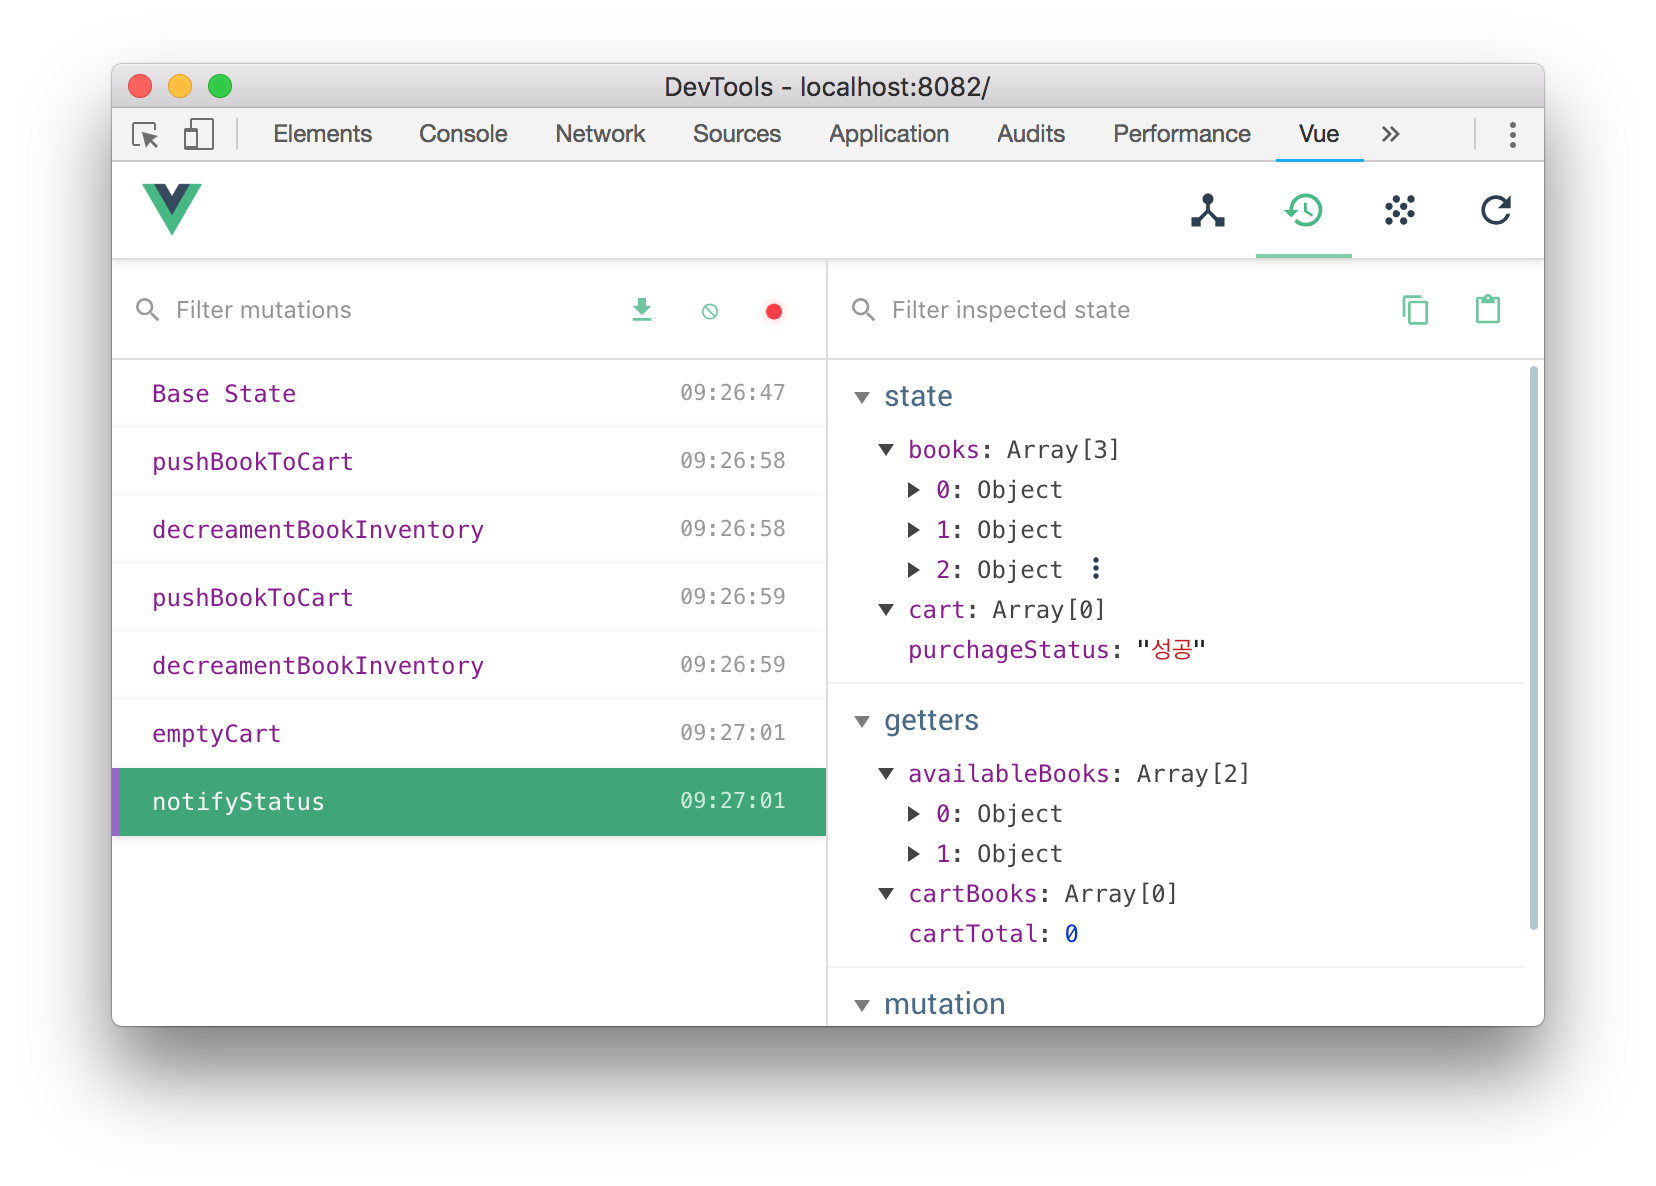 DevTools - localhost:8082/
Elements Console Network Sources Application Audits Performance Vue »
Filter mutations
Base State 09:26:47
pushBookToCart 09:26:58
decreamentBookInventory 09:26:58
pushBookToCart 09:26:59
decreamentBookInventory 09:26:59
emptyCart 09:27:01
notifyStatus 09:27:01
Filter inspected state
state
books: Array[3]
0: Object
1: Object
2: Object
cart: Array[0]
purchageStatus: "성공"
getters
availableBooks: Array[2]
0: Object
1: Object
cartBooks: Array[0]
cartTotal: 0
mutation